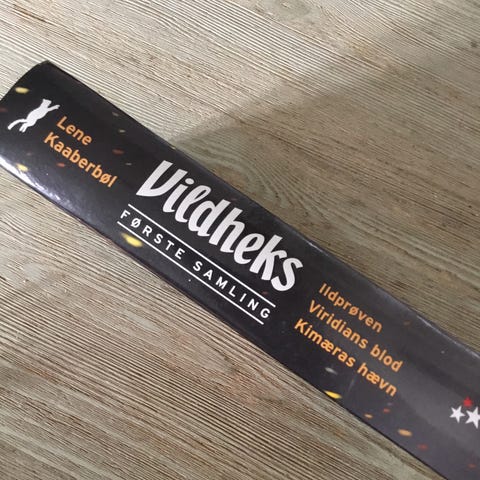 Lene
Kaaberbøl
Vildheks
FØRSTE SAMLING
Ildprøven
Viridians blod
Kimæras hævn